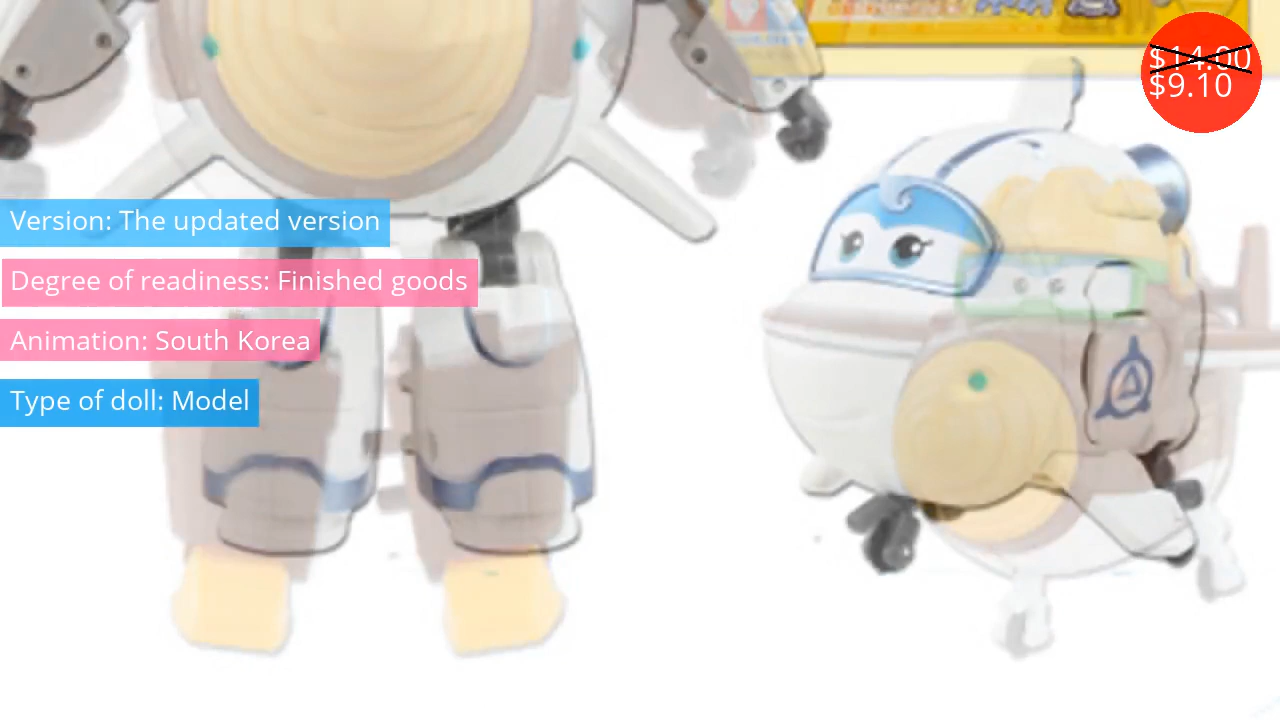 $14.00
$9.10
Version: The updated version
Degree of readiness: Finished goods
Animation: South Korea
Type of doll: Model